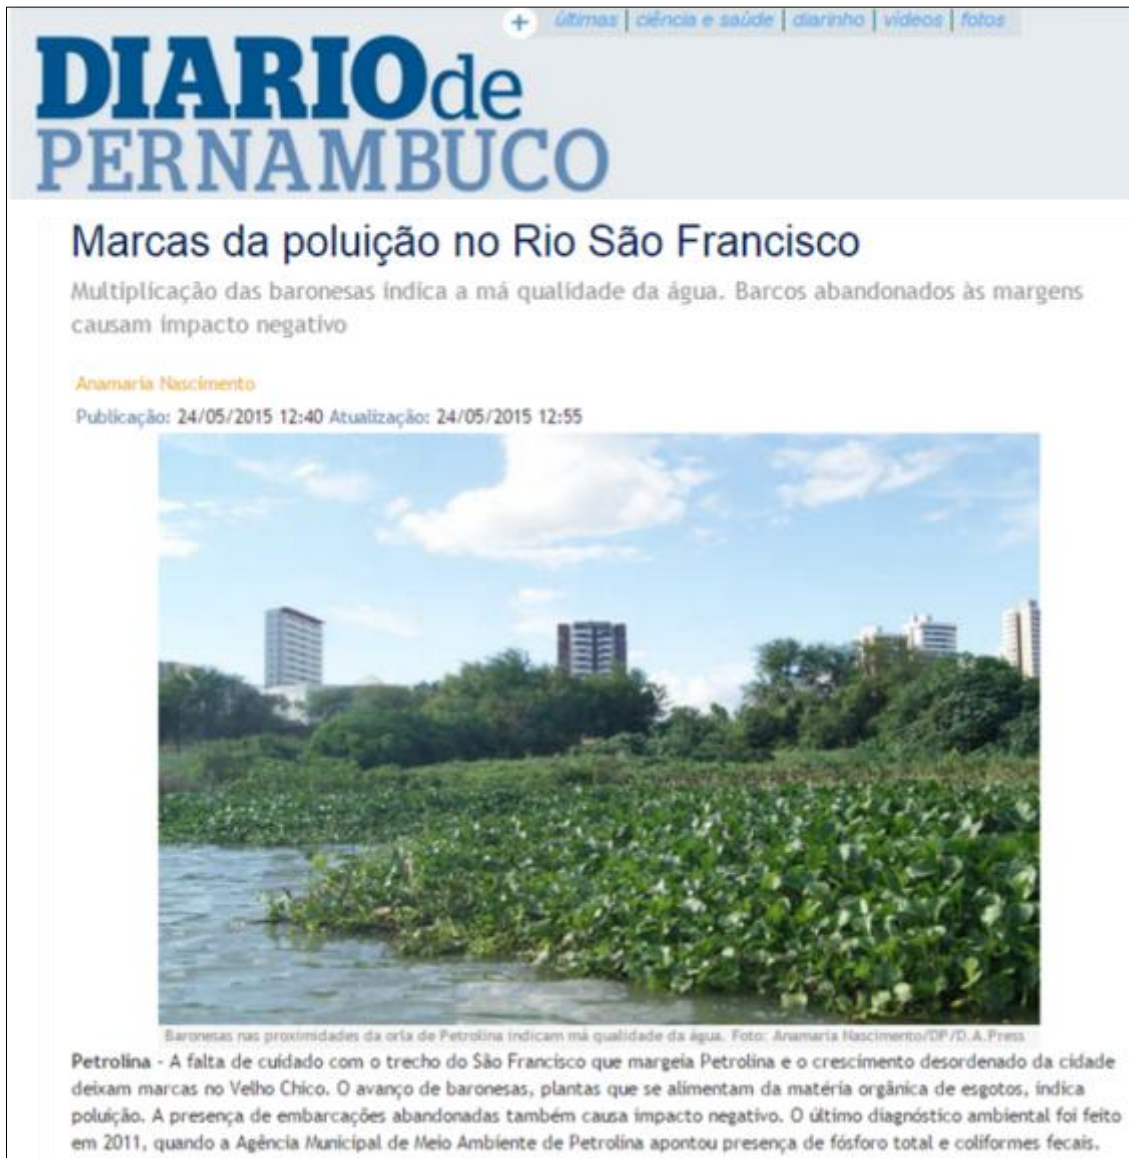 + últimas | ciência e saúde | diarinho | vídeos | fotos
DIARIO de
PERNAMBUCO
Marcas da poluição no Rio São Francisco
Multiplicação das baronesas indica a má qualidade da água. Barcos abandonados às margens
causam impacto negativo
Anamaria Nascimento
Publicação: 24/05/2015 12:40 Atualização: 24/05/2015 12:55
Baronesas nas proximidades da orla de Petrolina indicam má qualidade da água. Foto: Anamaria Nascimento/DP/D.A.Press
Petrolina - A falta de cuidado com o trecho do São Francisco que margeia Petrolina e o crescimento desordenado da cidade
deixam marcas no Velho Chico. O avanço de baronesas, plantas que se alimentam da matéria orgânica de esgotos, indica
poluição. A presença de embarcações abandonadas também causa impacto negativo. O último diagnóstico ambiental foi feito
em 2011, quando a Agência Municipal de Meio Ambiente de Petrolina apontou presença de fósforo total e coliformes fecais.